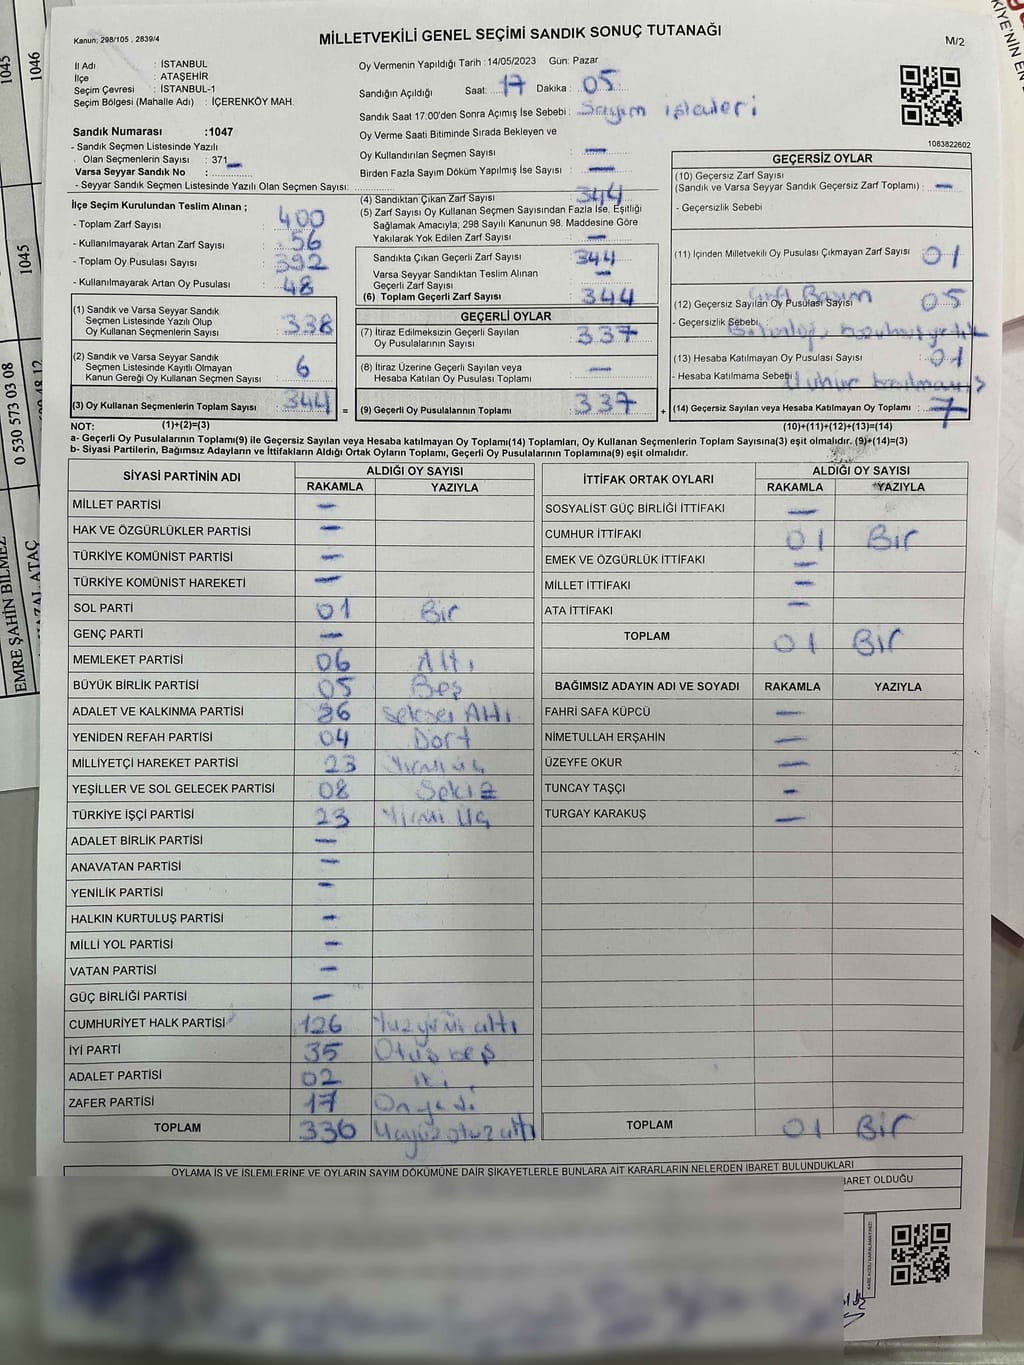 Kanun; 298/105 , 2839/4
MİLLETVEKİLİ GENEL SEÇİMİ SANDIK SONUÇ TUTANAĞI
M/2
İl Adı : İSTANBUL
İlçe : ATAŞEHİR
Seçim Çevresi : İSTANBUL-1
Seçim Bölgesi (Mahalle Adı) : İÇERENKÖY MAH.
Oy Vermenin Yapıldığı Tarih : 14/05/2023 Gün: Pazar
Sandığın Açıldığı Saat: 17 Dakika : 05
Sandık Saat 17:00'den Sonra Açımış İse Sebebi : Sayım işlemleri
Oy Verme Saati Bitiminde Sırada Bekleyen ve
Oy Kullandırılan Seçmen Sayısı : —
Birden Fazla Sayım Döküm Yapılmış İse Sayısı : —
1083822602
Sandık Numarası :1047
- Sandık Seçmen Listesinde Yazılı
Olan Seçmenlerin Sayısı : 371
Varsa Seyyar Sandık No : —
- Seyyar Sandık Seçmen Listesinde Yazılı Olan Seçmen Sayısı:
İlçe Seçim Kurulundan Teslim Alınan ;
- Toplam Zarf Sayısı : 400
- Kullanılmayarak Artan Zarf Sayısı : 56
- Toplam Oy Pusulası Sayısı : 392
- Kullanılmayarak Artan Oy Pusulası : 48
(1) Sandık ve Varsa Seyyar Sandık
Seçmen Listesinde Yazılı Olup
Oy Kullanan Seçmenlerin Sayısı : 338
(2) Sandık ve Varsa Seyyar Sandık
Seçmen Listesinde Kayıtlı Olmayan
Kanun Gereği Oy Kullanan Seçmen Sayısı : 6
(3) Oy Kullanan Seçmenlerin Toplam Sayısı : 344 =
(4) Sandıktan Çıkan Zarf Sayısı : 344
(5) Zarf Sayısı Oy Kullanan Seçmen Sayısından Fazla İse, Eşitliği
Sağlamak Amacıyla; 298 Sayılı Kanunun 98. Maddesine Göre
Yakılarak Yok Edilen Zarf Sayısı : —
Sandıkta Çıkan Geçerli Zarf Sayısı : 344
Varsa Seyyar Sandıktan Teslim Alınan
Geçerli Zarf Sayısı : —
(6) Toplam Geçerli Zarf Sayısı : 344
GEÇERLİ OYLAR
(7) İtiraz Edilmeksizin Geçerli Sayılan
Oy Pusulalarının Sayısı : 337
(8) İtiraz Üzerine Geçerli Sayılan veya
Hesaba Katılan Oy Pusulaları Toplamı : —
(9) Geçerli Oy Pusulalarının Toplamı : 337 +
GEÇERSİZ OYLAR
(10) Geçersiz Zarf Sayısı
(Sandık ve Varsa Seyyar Sandık Geçersiz Zarf Toplamı) : —
- Geçersizlik Sebebi
(11) İçinden Milletvekili Oy Pusulası Çıkmayan Zarf Sayısı : 01
(12) Geçersiz Sayılan Oy Pusulası Sayısı : 05
- Geçersizlik Sebebi
(13) Hesaba Katılmayan Oy Pusulası Sayısı : 01
- Hesaba Katılmama Sebebi : Mühür basılmamış
(14) Geçersiz Sayılan veya Hesaba Katılmayan Oy Toplamı : 7
NOT: (1)+(2)=(3)
(10)+(11)+(12)+(13)=(14)
a- Geçerli Oy Pusulalarının Toplamı(9) ile Geçersiz Sayılan veya Hesaba katılmayan Oy Toplamı(14) Toplamları, Oy Kullanan Seçmenlerin Toplam Sayısına(3) eşit olmalıdır. (9)+(14)=(3)
b- Siyasi Partilerin, Bağımsız Adayların ve İttifakların Aldığı Ortak Oyların Toplamı, Geçerli Oy Pusulalarının Toplamına(9) eşit olmalıdır.
SİYASİ PARTİNİN ADI ALDIĞI OY SAYISI
RAKAMLA YAZIYLA
MİLLET PARTİSİ —
HAK VE ÖZGÜRLÜKLER PARTİSİ —
TÜRKİYE KOMÜNİST PARTİSİ —
TÜRKİYE KOMÜNİST HAREKETİ —
SOL PARTİ 01 Bir
GENÇ PARTİ —
MEMLEKET PARTİSİ 06 Altı
BÜYÜK BİRLİK PARTİSİ 05 Beş
ADALET VE KALKINMA PARTİSİ 86 Seksen Altı
YENİDEN REFAH PARTİSİ 04 Dört
MİLLİYETÇİ HAREKET PARTİSİ 23 Yirmi üç
YEŞİLLER VE SOL GELECEK PARTİSİ 08 Sekiz
TÜRKİYE İŞÇİ PARTİSİ 23 Yirmi Üç
ADALET BİRLİK PARTİSİ —
ANAVATAN PARTİSİ —
YENİLİK PARTİSİ —
HALKIN KURTULUŞ PARTİSİ —
MİLLİ YOL PARTİSİ —
VATAN PARTİSİ —
GÜÇ BİRLİĞİ PARTİSİ —
CUMHURİYET HALK PARTİSİ 126 Yüz yirmi altı
İYİ PARTİ 35 Otuz beş
ADALET PARTİSİ 02 iki
ZAFER PARTİSİ 17 On yedi
TOPLAM 336 Üçyüz otuz altı
İTTİFAK ORTAK OYLARI ALDIĞI OY SAYISI
RAKAMLA YAZIYLA
SOSYALİST GÜÇ BİRLİĞİ İTTİFAKI —
CUMHUR İTTİFAKI 01 Bir
EMEK VE ÖZGÜRLÜK İTTİFAKI —
MİLLET İTTİFAKI —
ATA İTTİFAKI —
TOPLAM 01 Bir
BAĞIMSIZ ADAYIN ADI VE SOYADI RAKAMLA YAZIYLA
FAHRİ SAFA KÜPCÜ —
NİMETULLAH ERŞAHİN —
ÜZEYFE OKUR —
TUNCAY TAŞÇI —
TURGAY KARAKUŞ —
TOPLAM 01 Bir
OYLAMA İŞ VE İŞLEMLERİNE VE OYLARIN SAYIM DÖKÜMÜNE DAİR ŞİKAYETLERLE BUNLARA AİT KARARLARIN NELERDEN İBARET BULUNDUKLARI
BARET OLDUĞU
1045
1046
1045
0 530 573 03 08
EMRE ŞAHİN BİLMEZ
HAZAL ATAÇ